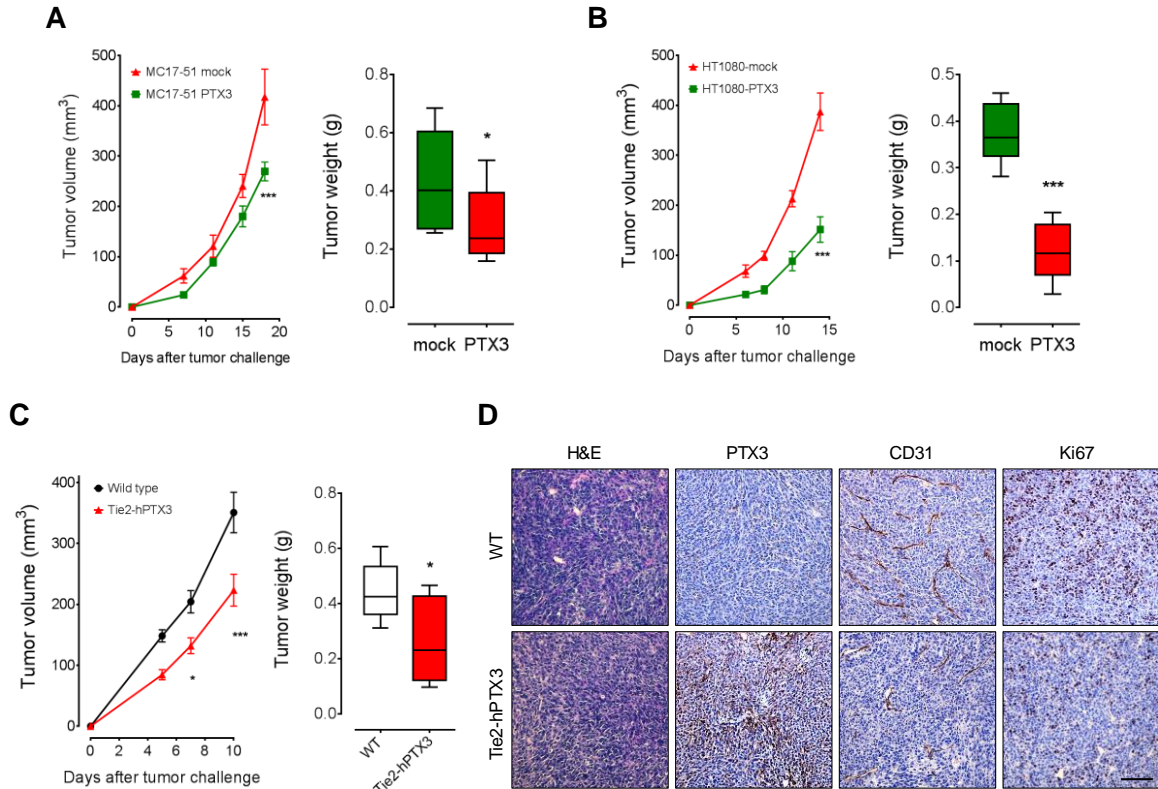 A
B
500
400
300
200
100
0
Tumor volume (mm³)
MC17-51 mock
MC17-51 PTX3
***
0 5 10 15 20
Days after tumor challenge
0.8
0.6
0.4
0.2
0.0
Tumor weight (g)
*
mock PTX3
500
400
300
200
100
0
Tumor volume (mm³)
HT1080-mock
HT1080-PTX3
***
0 5 10 15
Days after tumor challenge
0.5
0.4
0.3
0.2
0.1
0.0
Tumor weight (g)
***
mock PTX3
C
D
400
300
200
100
0
Tumor volume (mm³)
Wild type
Tie2-hPTX3
*
***
0 2 4 6 8 10
Days after tumor challenge
0.8
0.6
0.4
0.2
0.0
Tumor weight (g)
*
WT
Tie2-hPTX3
H&E PTX3 CD31 Ki67
WT
Tie2-hPTX3